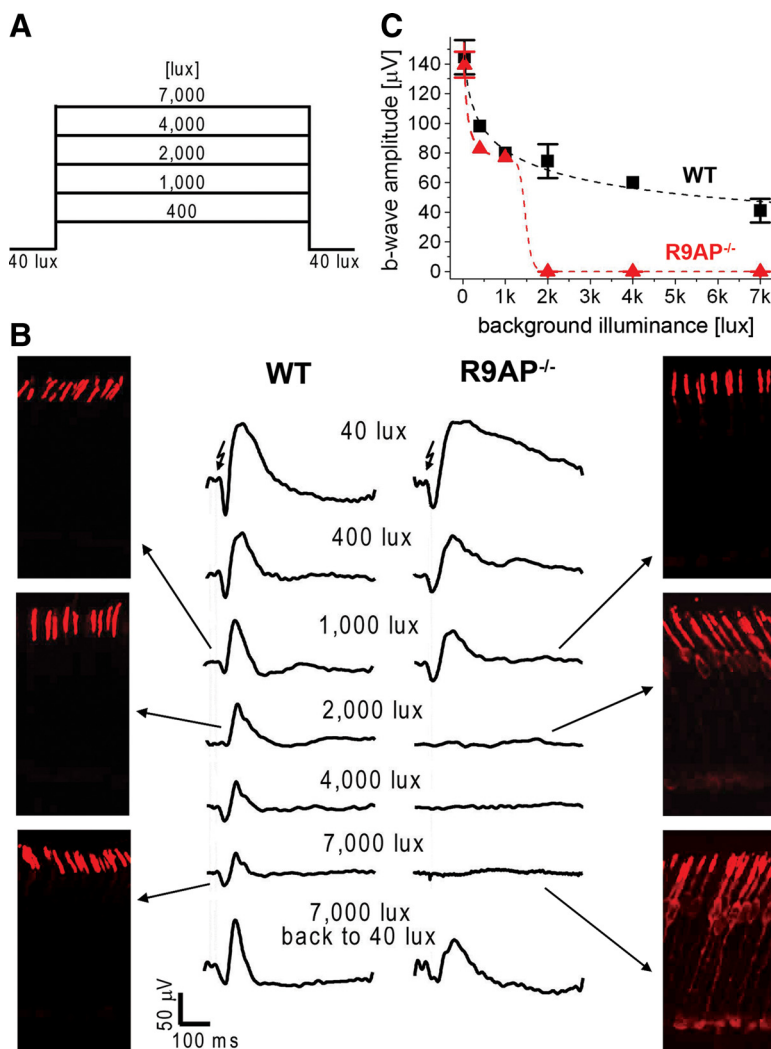 A
[lux]
7,000
4,000
2,000
1,000
400
40 lux
40 lux
C
b-wave amplitude [µV]
140
120
100
80
60
40
20
0
WT
R9AP-/-
0 1k 2k 3k 4k 5k 6k 7k
background illuminance [lux]
B
WT
R9AP-/-
40 lux
400 lux
1,000 lux
2,000 lux
4,000 lux
7,000 lux
7,000 lux
back to 40 lux
50 µV
100 ms